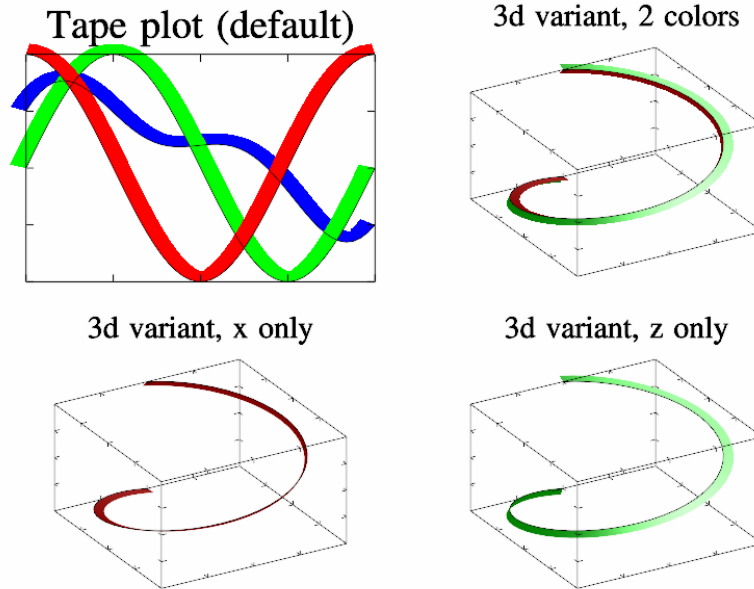 Tape plot (default)
3d variant, 2 colors
3d variant, x only
3d variant, z only